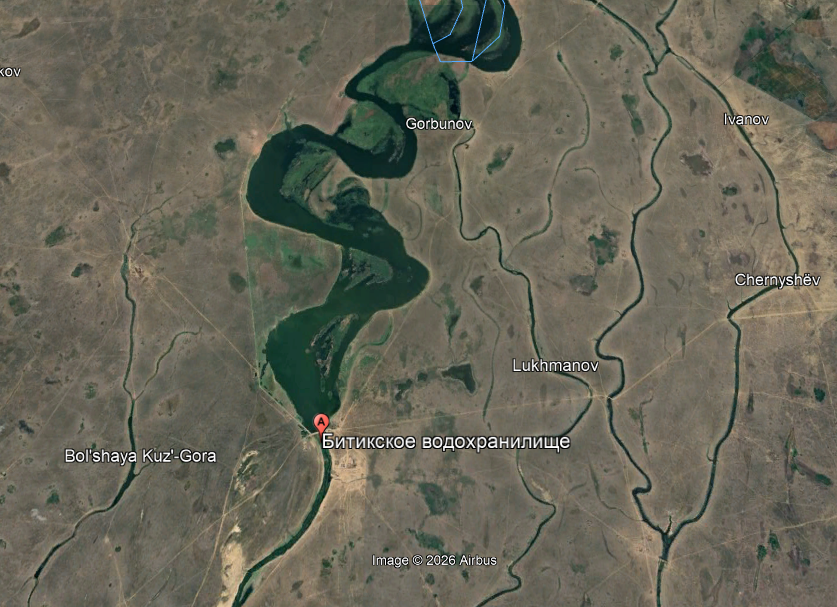 kov
Gorbunov
Ivanov
Chernyshëv
Lukhmanov
A
Битикское водохранилище
Bol'shaya Kuz'-Gora
Image © 2026 Airbus